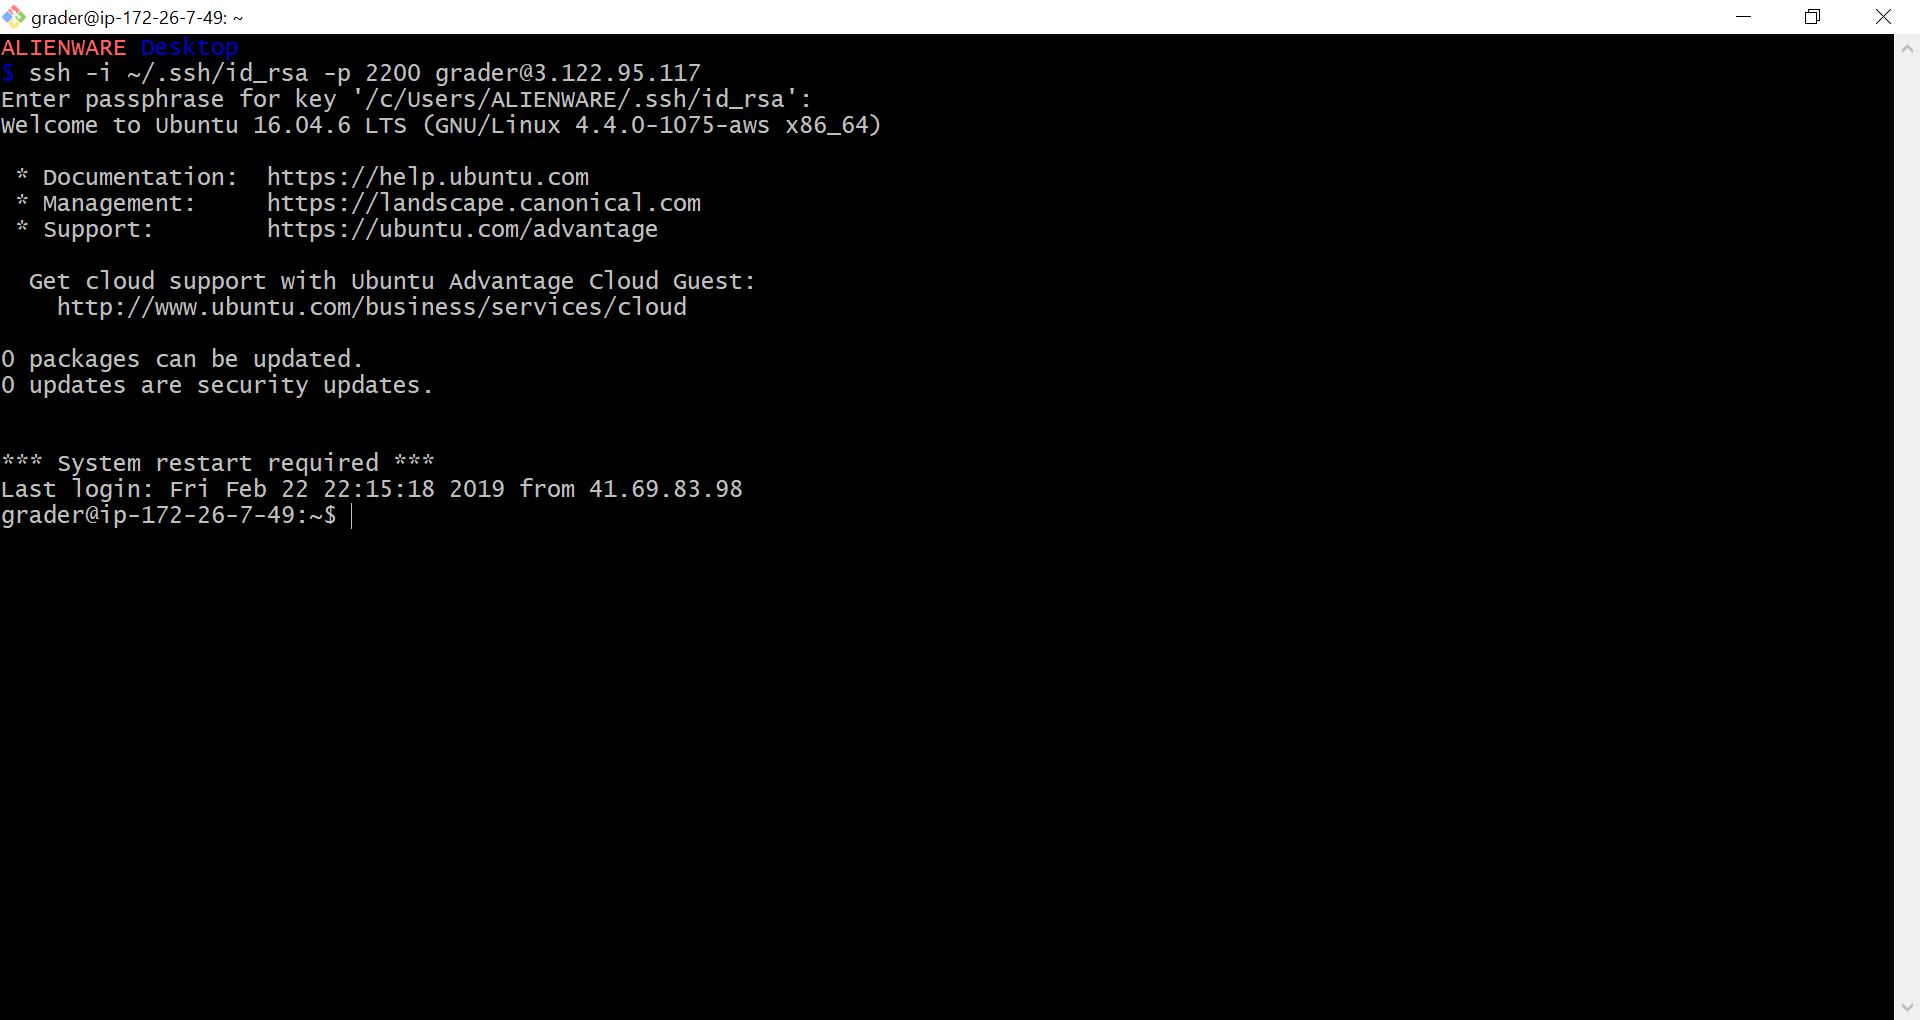 grader@ip-172-26-7-49: ~
ALIENWARE Desktop
$ ssh -i ~/.ssh/id_rsa -p 2200 grader@3.122.95.117
Enter passphrase for key '/c/Users/ALIENWARE/.ssh/id_rsa':
Welcome to Ubuntu 16.04.6 LTS (GNU/Linux 4.4.0-1075-aws x86_64)
* Documentation:  https://help.ubuntu.com
* Management:     https://landscape.canonical.com
* Support:        https://ubuntu.com/advantage
Get cloud support with Ubuntu Advantage Cloud Guest:
http://www.ubuntu.com/business/services/cloud
0 packages can be updated.
0 updates are security updates.
*** System restart required ***
Last login: Fri Feb 22 22:15:18 2019 from 41.69.83.98
grader@ip-172-26-7-49:~$